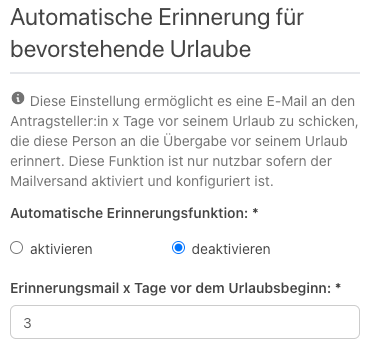 Automatische Erinnerung für
bevorstehende Urlaube
Diese Einstellung ermöglicht es eine E-Mail an den
Antragsteller:in x Tage vor seinem Urlaub zu schicken,
die diese Person an die Übergabe vor seinem Urlaub
erinnert. Diese Funktion ist nur nutzbar sofern der
Mailversand aktiviert und konfiguriert ist.
Automatische Erinnerungsfunktion: *
aktivieren deaktivieren
Erinnerungsmail x Tage vor dem Urlaubsbeginn: *
3